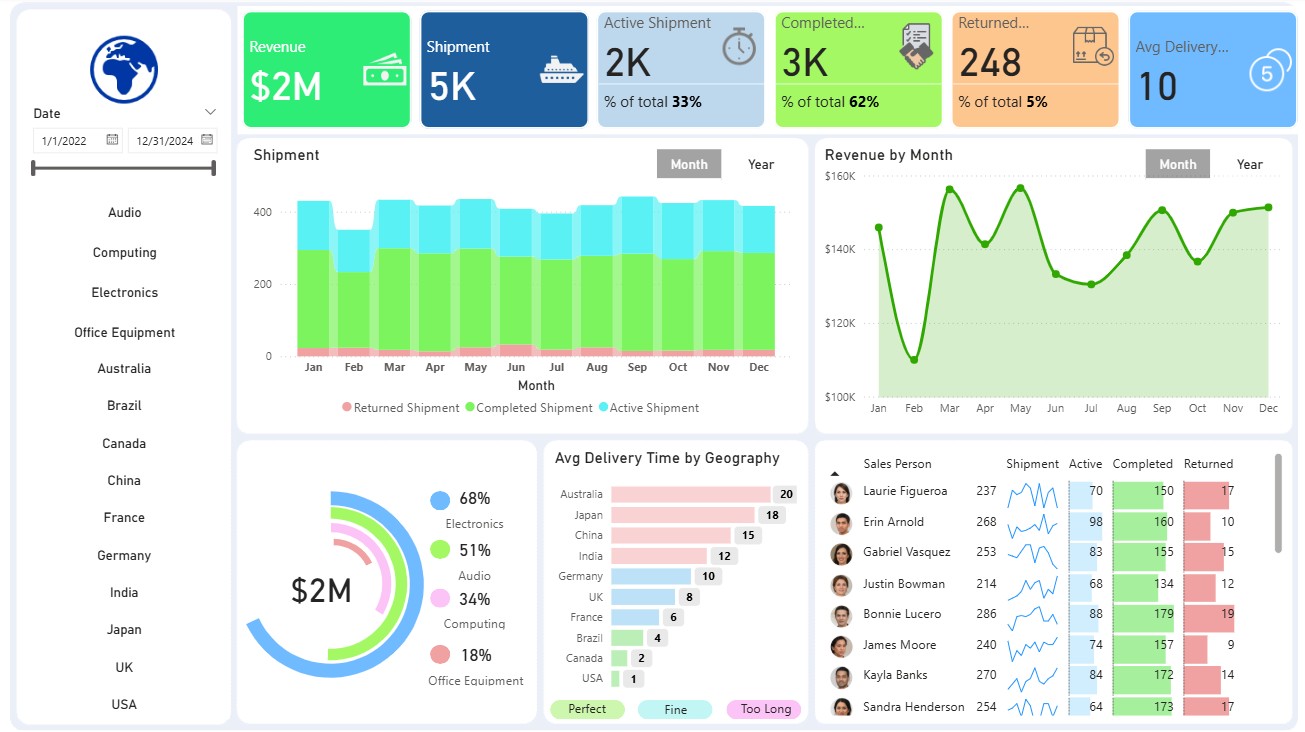 Date
1/1/2022
12/31/2024
Audio
Computing
Electronics
Office Equipment
Australia
Brazil
Canada
China
France
Germany
India
Japan
UK
USA
Revenue
$2M
Shipment
5K
Active Shipment
2K
% of total 33%
Completed...
3K
% of total 62%
Returned...
248
% of total 5%
Avg Delivery...
10
5
Shipment
Month Year
400
200
0
Jan Feb Mar Apr May Jun Jul Aug Sep Oct Nov Dec
Month
Returned Shipment Completed Shipment Active Shipment
Revenue by Month
Month Year
$160K
$140K
$120K
$100K
Jan Feb Mar Apr May Jun Jul Aug Sep Oct Nov Dec
$2M
68%
Electronics
51%
Audio
34%
Computing
18%
Office Equipment
Avg Delivery Time by Geography
Australia 20
Japan 18
China 15
India 12
Germany 10
UK 8
France 6
Brazil 4
Canada 2
USA 1
Perfect Fine Too Long
Sales Person Shipment Active Completed Returned
Laurie Figueroa 237 70 150 17
Erin Arnold 268 98 160 10
Gabriel Vasquez 253 83 155 15
Justin Bowman 214 68 134 12
Bonnie Lucero 286 88 179 19
James Moore 240 74 157 9
Kayla Banks 270 84 172 14
Sandra Henderson 254 64 173 17